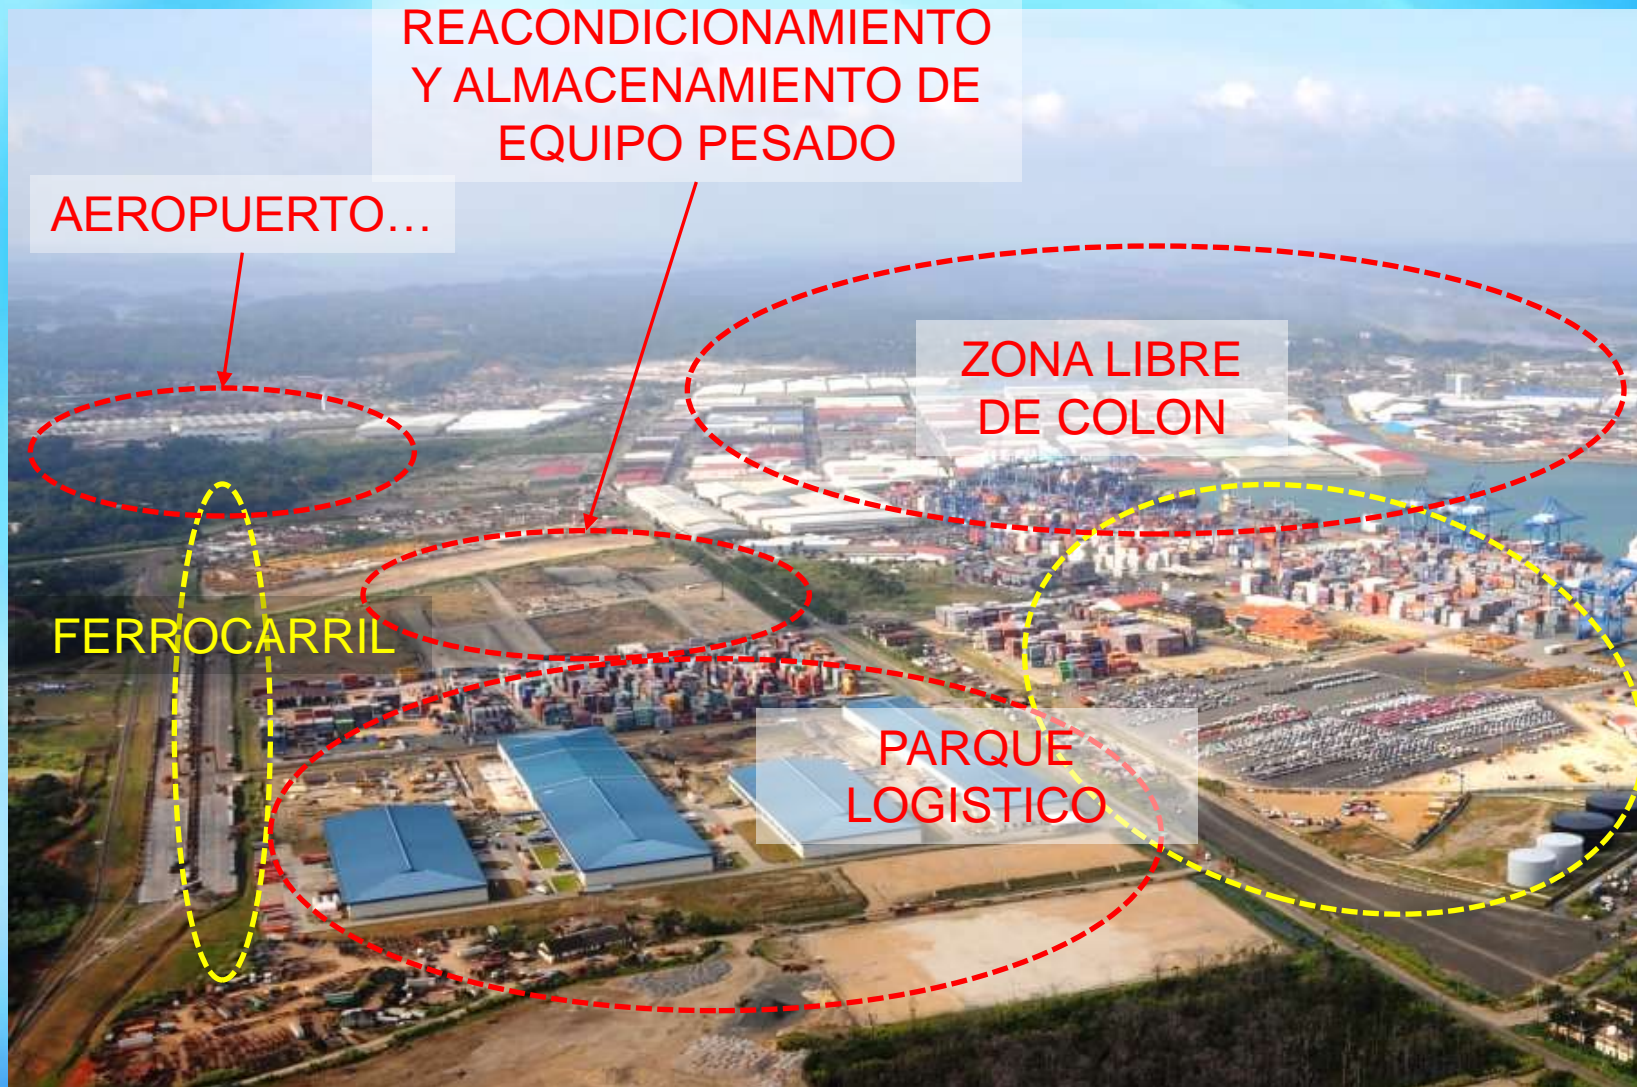 REACONDICIONAMIENTO
Y ALMACENAMIENTO DE
EQUIPO PESADO
AEROPUERTO…
ZONA LIBRE
DE COLON
FERROCARRIL
PARQUE
LOGISTICO